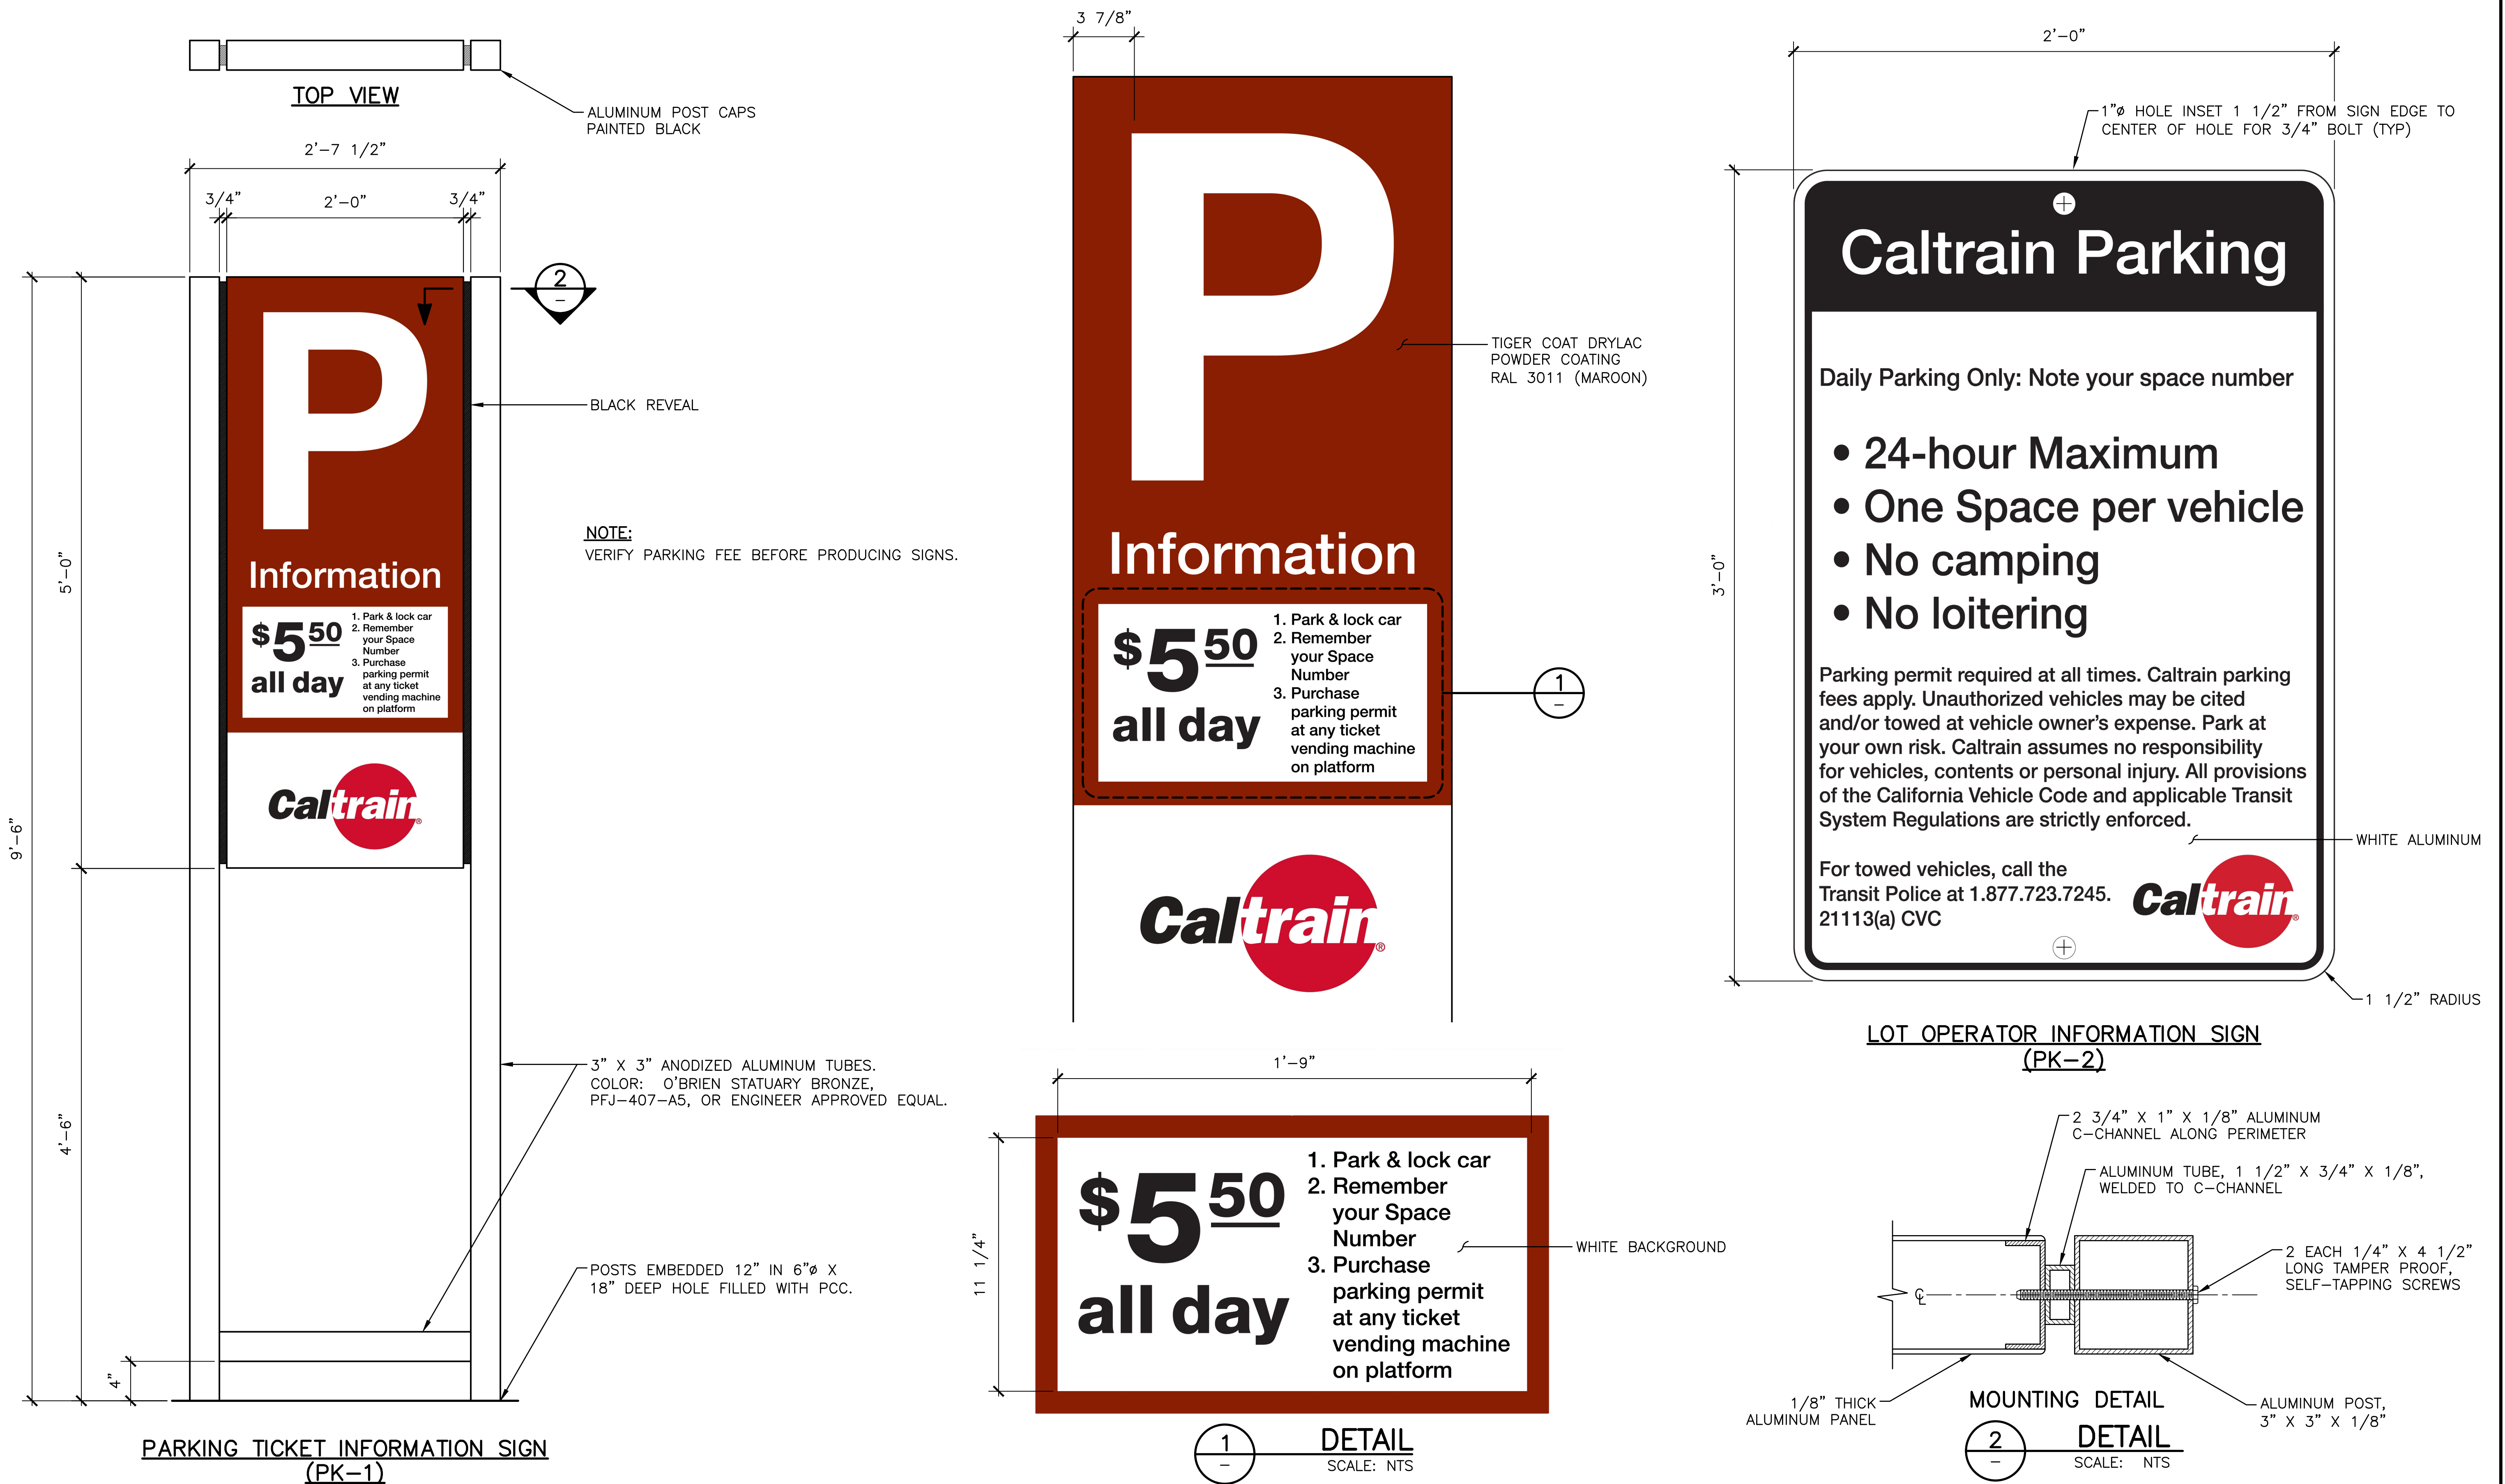 TOP VIEW
ALUMINUM POST CAPS
PAINTED BLACK
2'-7 1/2"
3/4"
2'-0"
3/4"
2
-
P
BLACK REVEAL
NOTE:
VERIFY PARKING FEE BEFORE PRODUCING SIGNS.
Information
$5 50
all day
1. Park & lock car
2. Remember
your Space
Number
3. Purchase
parking permit
at any ticket
vending machine
on platform
Caltrain®
9'-6"
5'-0"
4'-6"
4"
3" X 3" ANODIZED ALUMINUM TUBES.
COLOR: O'BRIEN STATUARY BRONZE,
PFJ-407-A5, OR ENGINEER APPROVED EQUAL.
POSTS EMBEDDED 12" IN 6"ø X
18" DEEP HOLE FILLED WITH PCC.
PARKING TICKET INFORMATION SIGN
(PK-1)
3 7/8"
P
TIGER COAT DRYLAC
POWDER COATING
RAL 3011 (MAROON)
Information
$5 50
all day
1. Park & lock car
2. Remember
your Space
Number
3. Purchase
parking permit
at any ticket
vending machine
on platform
1
-
Caltrain®
1'-9"
11 1/4"
$5 50
all day
1. Park & lock car
2. Remember
your Space
Number
3. Purchase
parking permit
at any ticket
vending machine
on platform
WHITE BACKGROUND
1
-
DETAIL
SCALE: NTS
2'-0"
1"ø HOLE INSET 1 1/2" FROM SIGN EDGE TO
CENTER OF HOLE FOR 3/4" BOLT (TYP)
3'-0"
Caltrain Parking
Daily Parking Only: Note your space number
• 24-hour Maximum
• One Space per vehicle
• No camping
• No loitering
Parking permit required at all times. Caltrain parking
fees apply. Unauthorized vehicles may be cited
and/or towed at vehicle owner's expense. Park at
your own risk. Caltrain assumes no responsibility
for vehicles, contents or personal injury. All provisions
of the California Vehicle Code and applicable Transit
System Regulations are strictly enforced.
WHITE ALUMINUM
For towed vehicles, call the
Transit Police at 1.877.723.7245.
21113(a) CVC
Caltrain®
1 1/2" RADIUS
LOT OPERATOR INFORMATION SIGN
(PK-2)
2 3/4" X 1" X 1/8" ALUMINUM
C-CHANNEL ALONG PERIMETER
ALUMINUM TUBE, 1 1/2" X 3/4" X 1/8",
WELDED TO C-CHANNEL
2 EACH 1/4" X 4 1/2"
LONG TAMPER PROOF,
SELF-TAPPING SCREWS
℄
1/8" THICK
ALUMINUM PANEL
MOUNTING DETAIL
ALUMINUM POST,
3" X 3" X 1/8"
2
-
DETAIL
SCALE: NTS